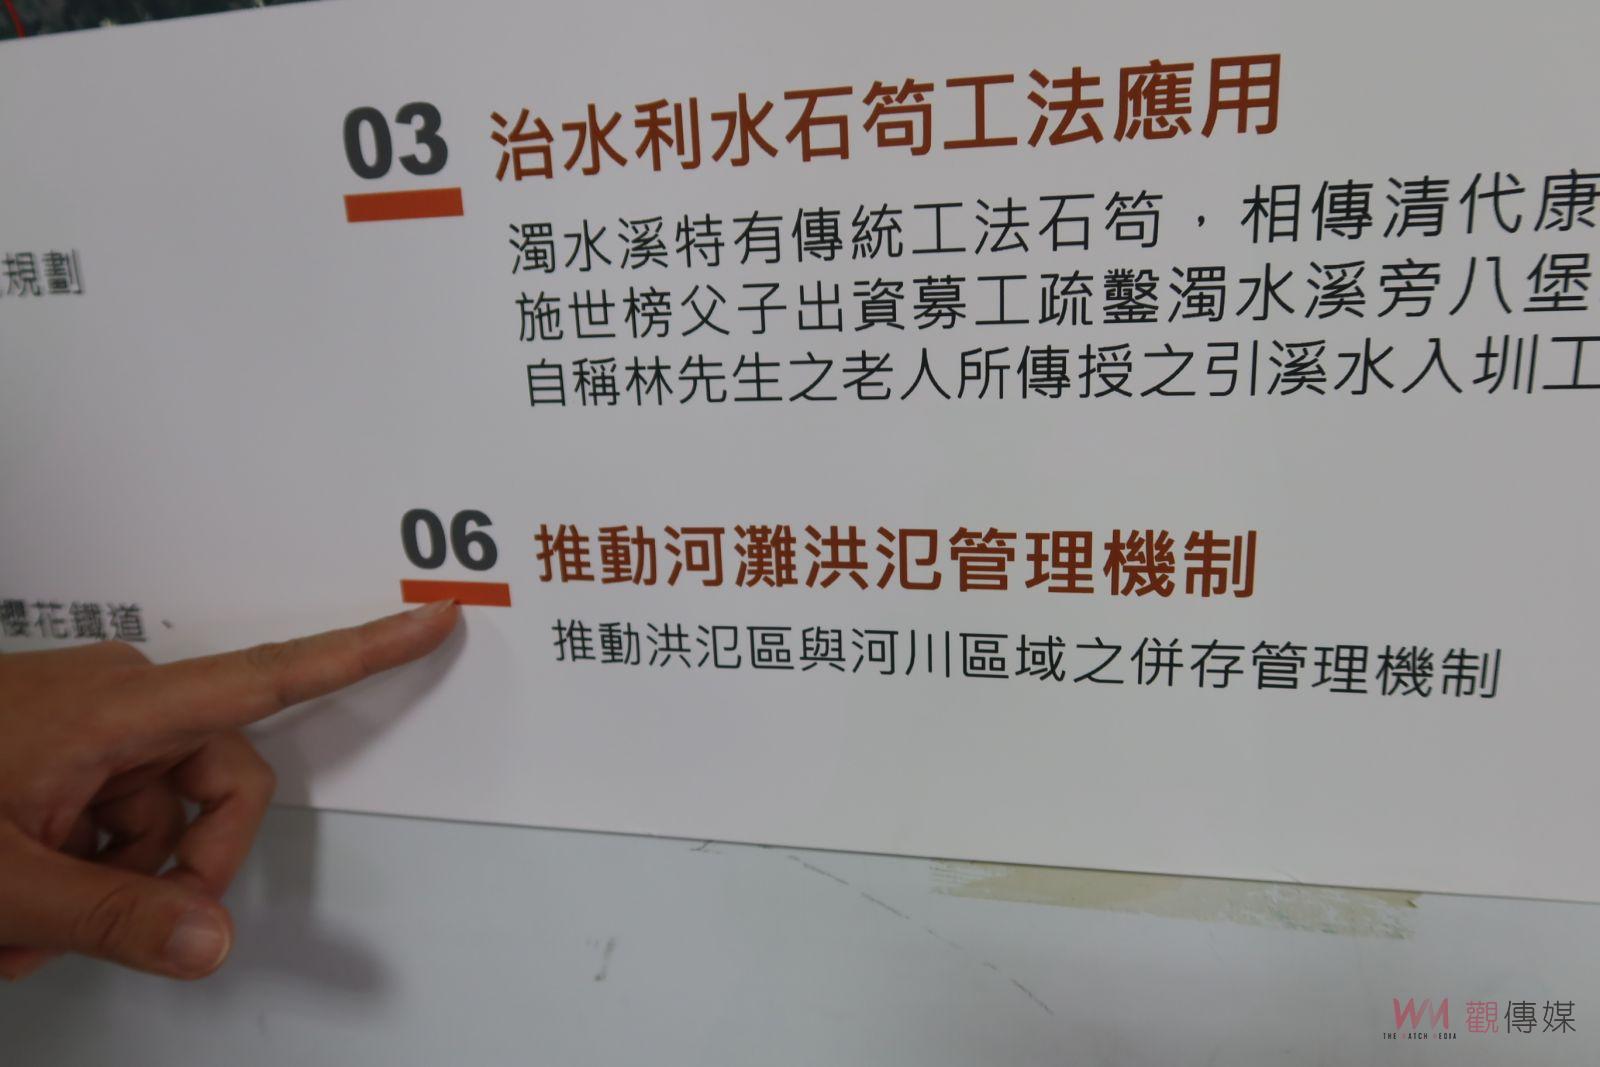 03
治水利水石笱工法應用
濁水溪特有傳統工法石笱,相傳清代康
施世榜父子出資募工疏鑿濁水溪旁八堡
自稱林先生之老人所傳授之引溪水入圳工
規劃
06
推動河灘洪氾管理機制
推動洪氾區與河川區域之併存管理機制
櫻花鐵道、
WM 觀傳媒
THE WATCH MEDIA